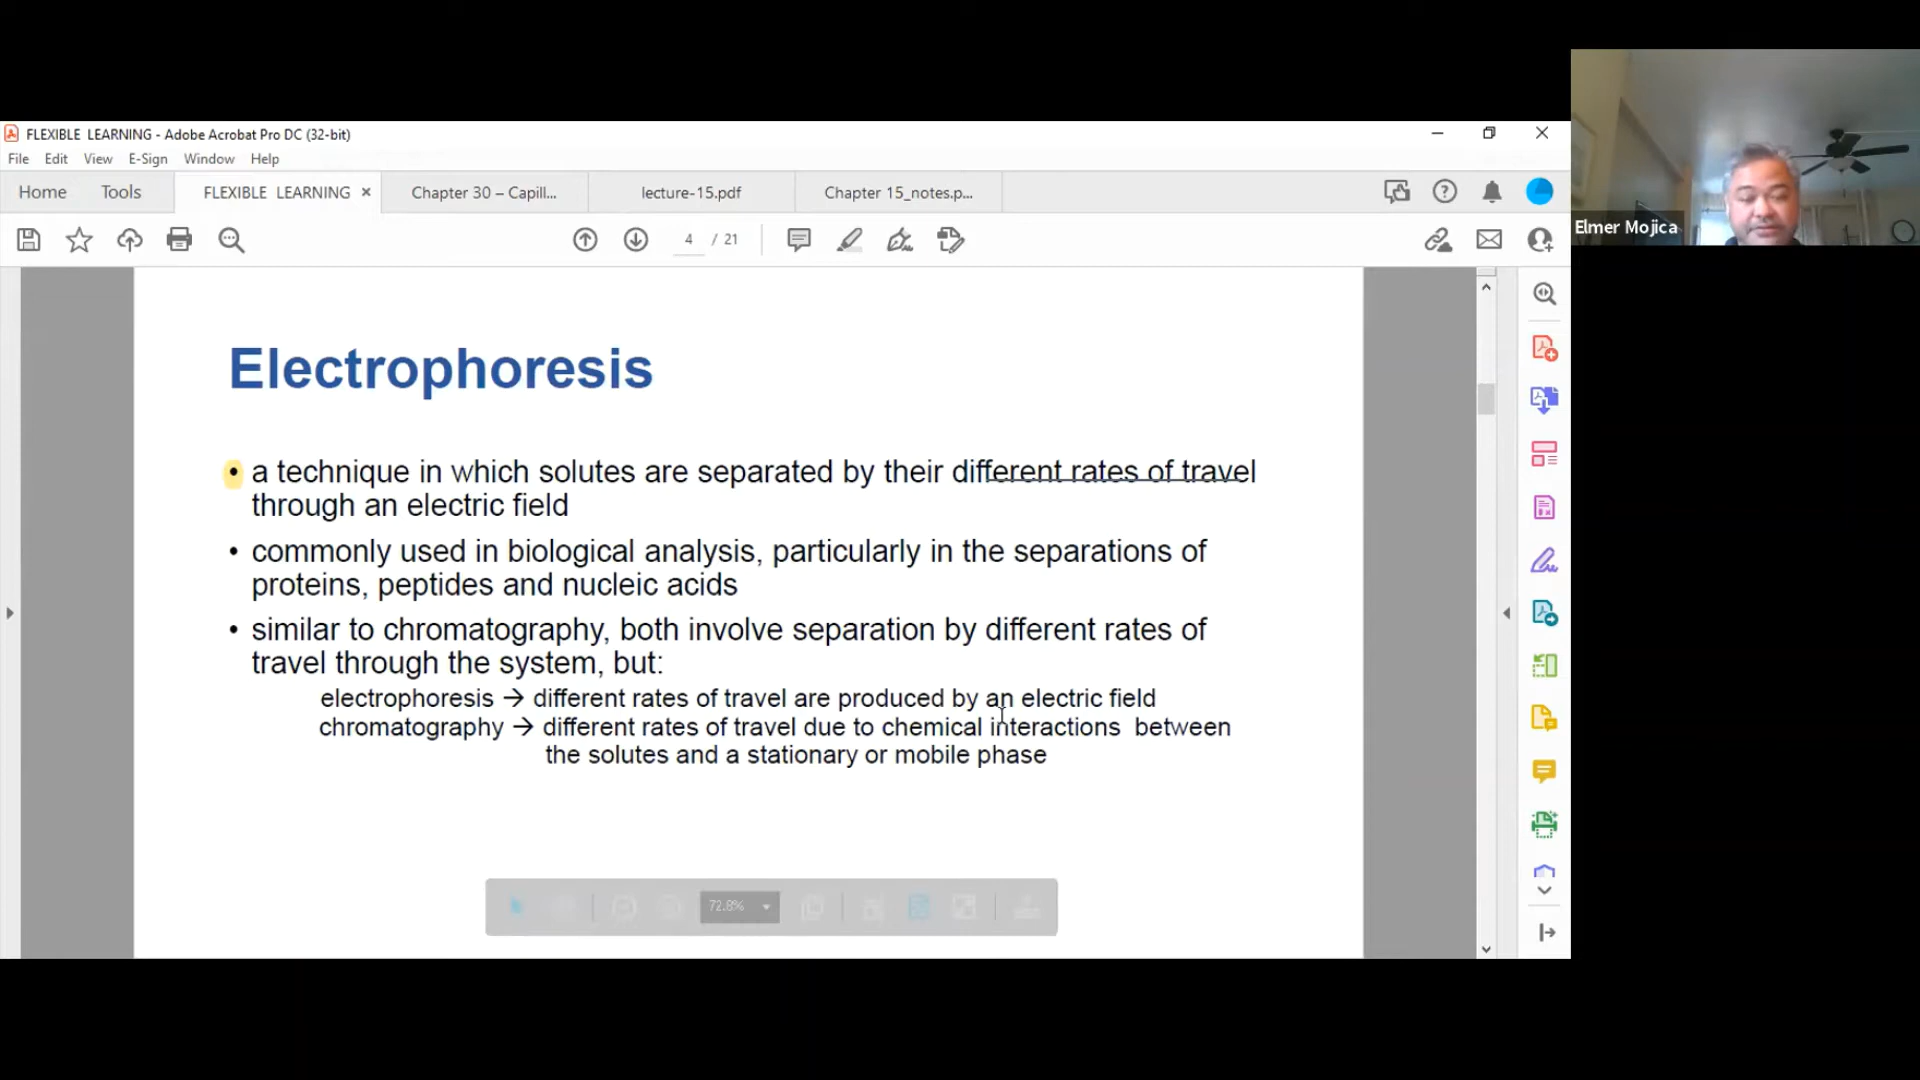 FLEXIBLE LEARNING - Adobe Acrobat Pro DC (32-bit)
File Edit View E-Sign Window Help
Home Tools FLEXIBLE LEARNING × Chapter 30 – Capill... lecture-15.pdf Chapter 15_notes.p...
4 / 21
Elmer Mojica
Electrophoresis
• a technique in which solutes are separated by their different rates of travel
through an electric field
• commonly used in biological analysis, particularly in the separations of
proteins, peptides and nucleic acids
• similar to chromatography, both involve separation by different rates of
travel through the system, but:
electrophoresis → different rates of travel are produced by an electric field
chromatography → different rates of travel due to chemical interactions between
the solutes and a stationary or mobile phase
72.8%